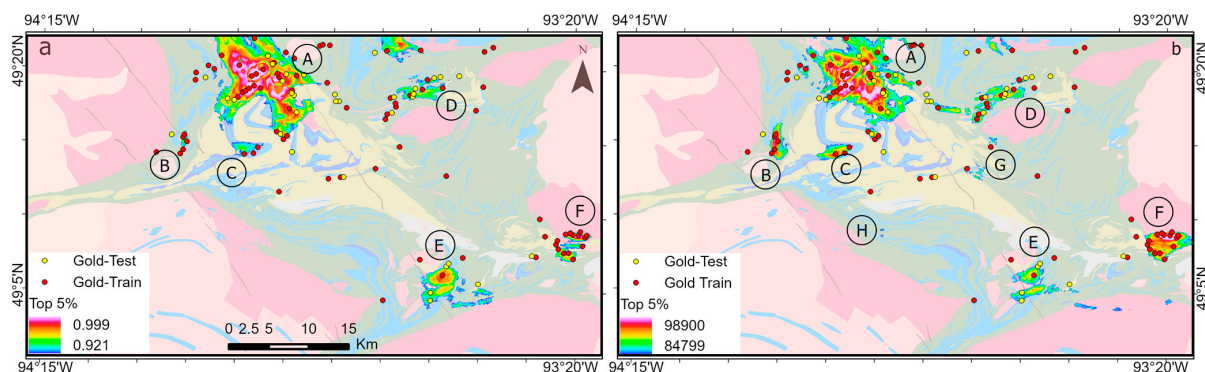 94°15'W
93°20'W
94°15'W
93°20'W
a
N
b
49°20'N
49°20'N
49°20'N
A
D
B
C
F
E
A
D
G
B
C
F
H
E
Gold-Test
Gold-Train
Top 5%
0.999
0.921
0 2.5 5 10 15
Km
Gold-Test
Gold Train
Top 5%
98900
84799
49°5'N
49°5'N
94°15'W
93°20'W
94°15'W
93°20'W